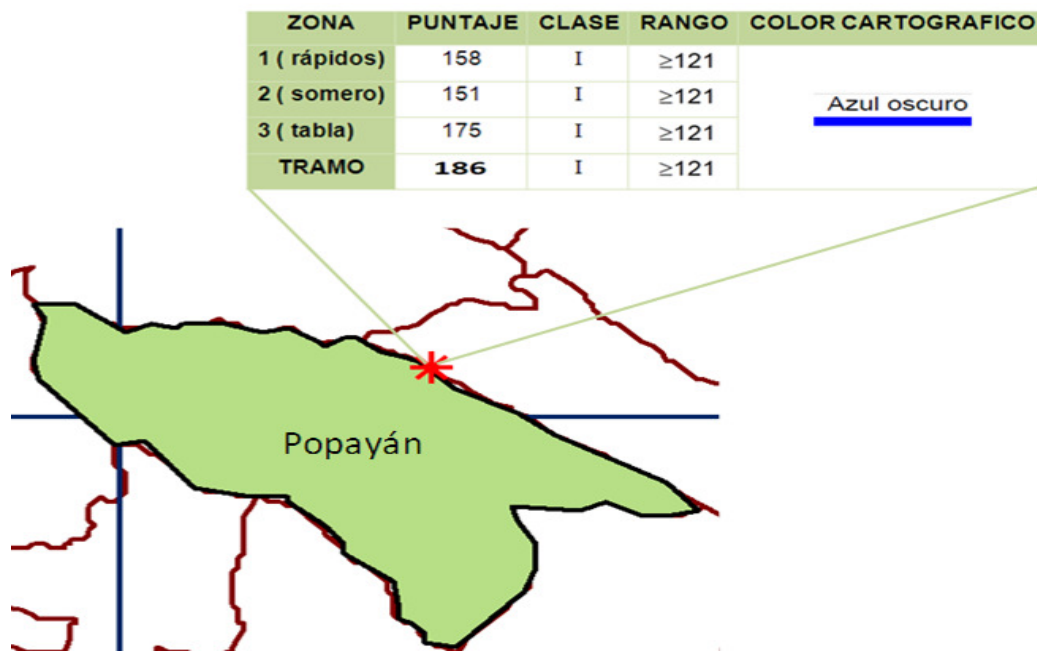 ZONA PUNTAJE CLASE RANGO COLOR CARTOGRAFICO
1 ( rápidos) 158 I ≥121
2 ( somero) 151 I ≥121
Azul oscuro
3 ( tabla) 175 I ≥121
TRAMO 186 I ≥121
Popayán